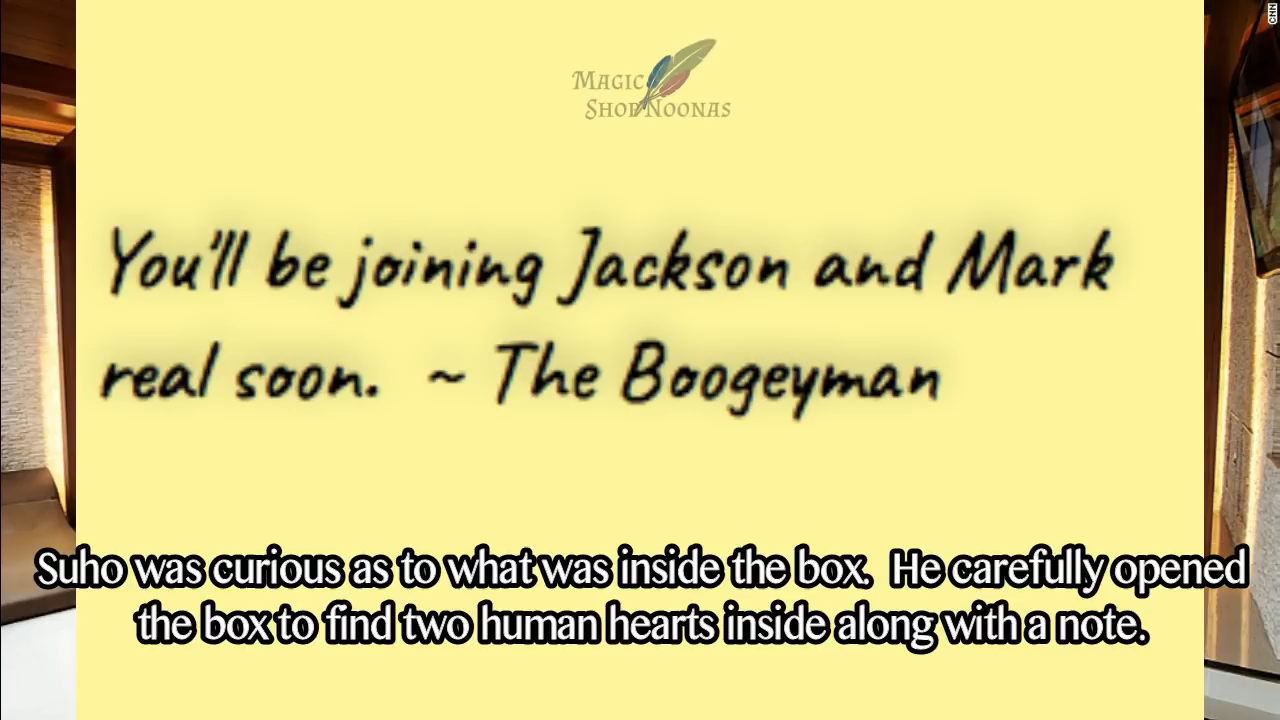 CNN
MAGIC
SHOP NOONAS
You'll be joining Jackson and Mark
real soon. ~ The Boogeyman
Suho was curious as to what was inside the box. He carefully opened
the box to find two human hearts inside along with a note.